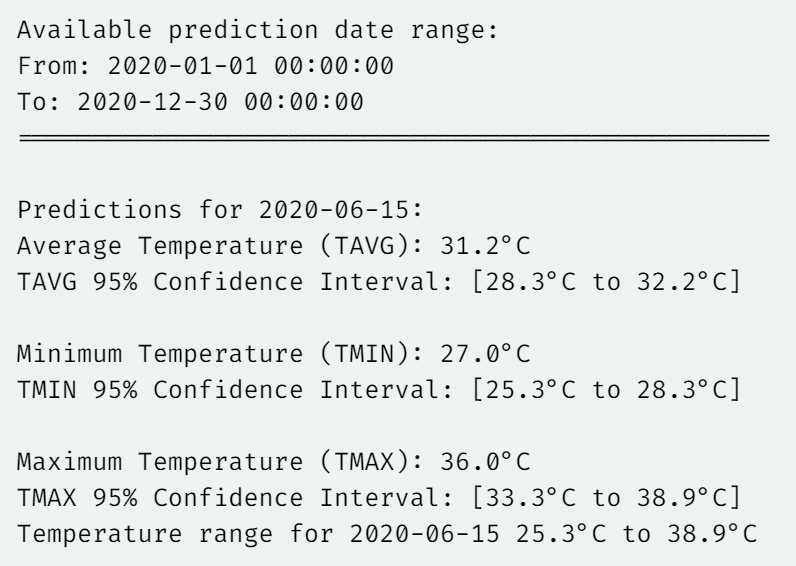 Available prediction date range:
From: 2020-01-01 00:00:00
To: 2020-12-30 00:00:00
==================================================
Predictions for 2020-06-15:
Average Temperature (TAVG): 31.2°C
TAVG 95% Confidence Interval: [28.3°C to 32.2°C]
Minimum Temperature (TMIN): 27.0°C
TMIN 95% Confidence Interval: [25.3°C to 28.3°C]
Maximum Temperature (TMAX): 36.0°C
TMAX 95% Confidence Interval: [33.3°C to 38.9°C]
Temperature range for 2020-06-15 25.3°C to 38.9°C